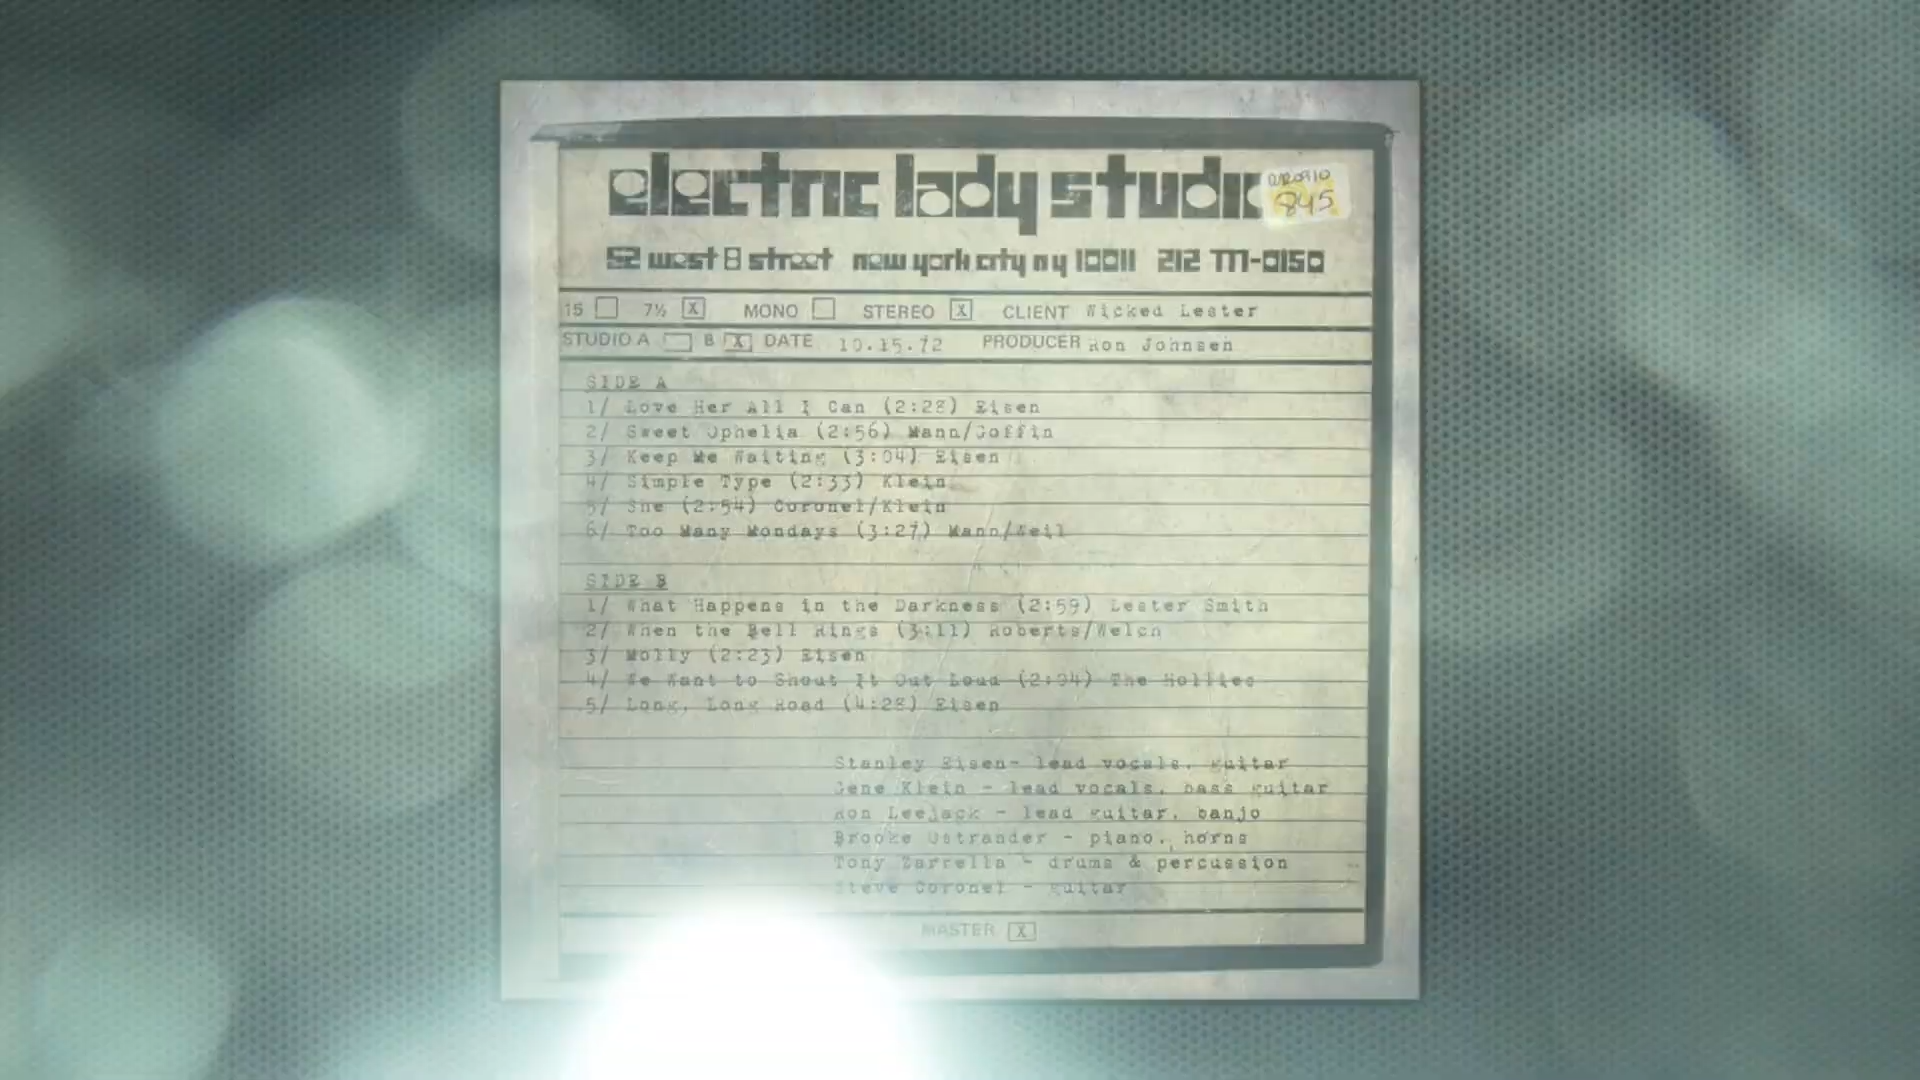 electric lady studio
845
52 west 8 street new york city ny 10011 212 777-0150
15 7½ X MONO STEREO X CLIENT Wicked Lester
STUDIO A B X DATE 10.15.72 PRODUCER Ron Johnsen
SIDE A
1/ Love Her All I Can (2:28) Eisen
2/ Sweet Ophelia (2:56) Mann/Goffin
3/ Keep Me Waiting (3:04) Eisen
4/ Simple Type (2:33) Klein
5/ She (2:54) Coronel/Klein
6/ Too Many Mondays (3:27) Mann/Weil
SIDE B
1/ What Happens in the Darkness (2:59) Lester Smith
2/ When the Bell Rings (3:11) Roberts/Welch
3/ Molly (2:23) Eisen
4/ We Want to Shout It Out Loud (2:04) The Hollies
5/ Long, Long Road (4:28) Eisen
Stanley Eisen- lead vocals, guitar
Gene Klein - lead vocals, bass guitar
Ron Leejack - lead guitar, banjo
Brooke Ostrander - piano, horns
Tony Zarrella - drums & percussion
Steve Coronel - guitar
MASTER X